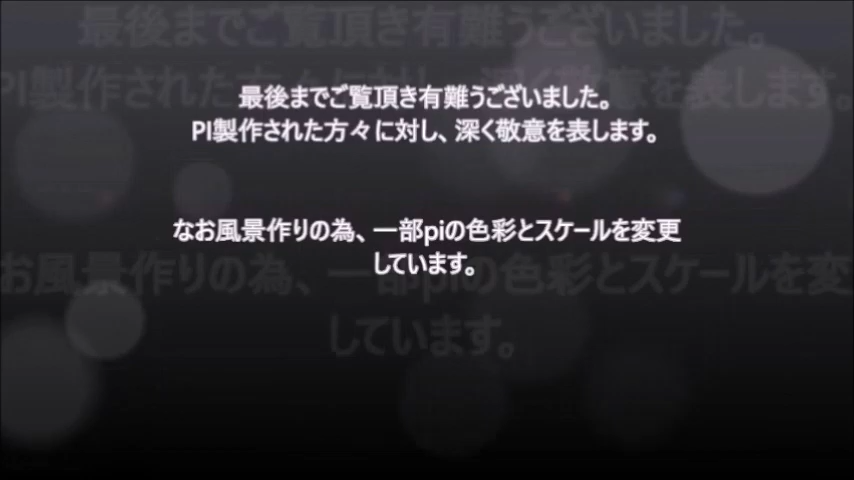 最後までご覧頂き有難うございました。
PI製作された方々に対し、深く敬意を表します。
なお風景作りの為、一部piの色彩とスケールを変更
しています。